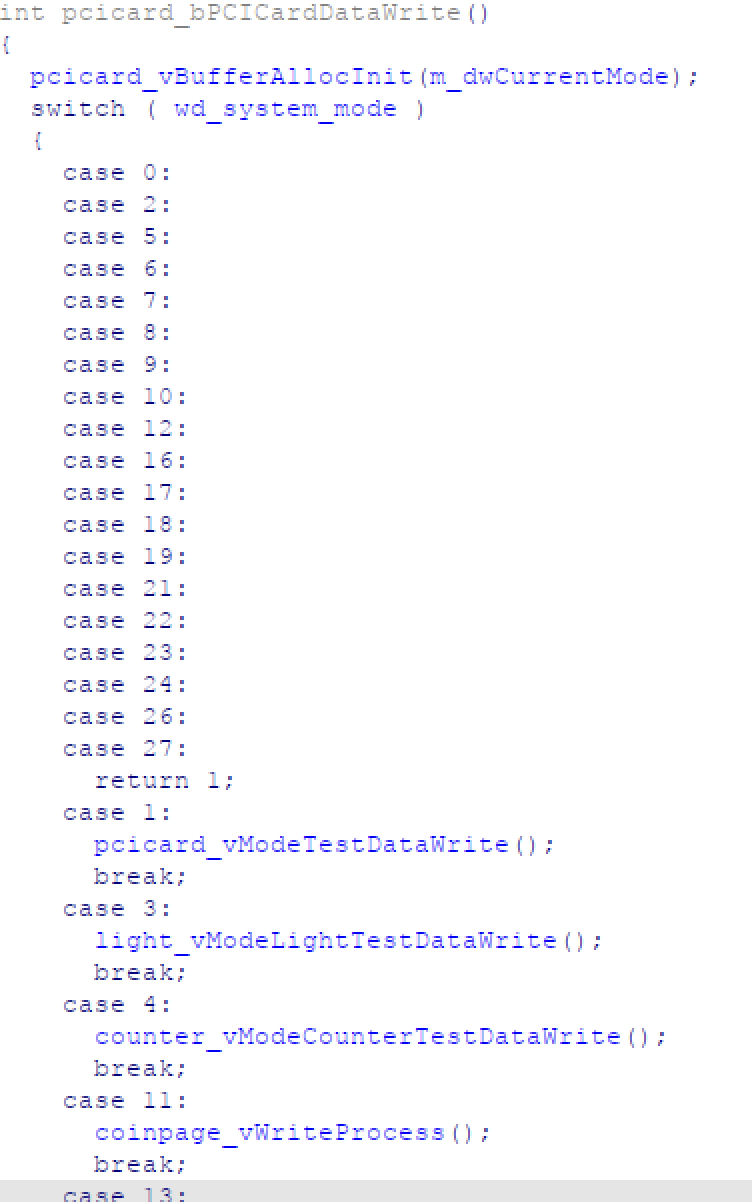 int pcicard_bPCICardDataWrite()
{
  pcicard_vBufferAllocInit(m_dwCurrentMode);
  switch ( wd_system_mode )
  {
    case 0:
    case 2:
    case 5:
    case 6:
    case 7:
    case 8:
    case 9:
    case 10:
    case 12:
    case 16:
    case 17:
    case 18:
    case 19:
    case 21:
    case 22:
    case 23:
    case 24:
    case 26:
    case 27:
      return 1;
    case 1:
      pcicard_vModeTestDataWrite();
      break;
    case 3:
      light_vModeLightTestDataWrite();
      break;
    case 4:
      counter_vModeCounterTestDataWrite();
      break;
    case 11:
      coinpage_vWriteProcess();
      break;
    case 13: